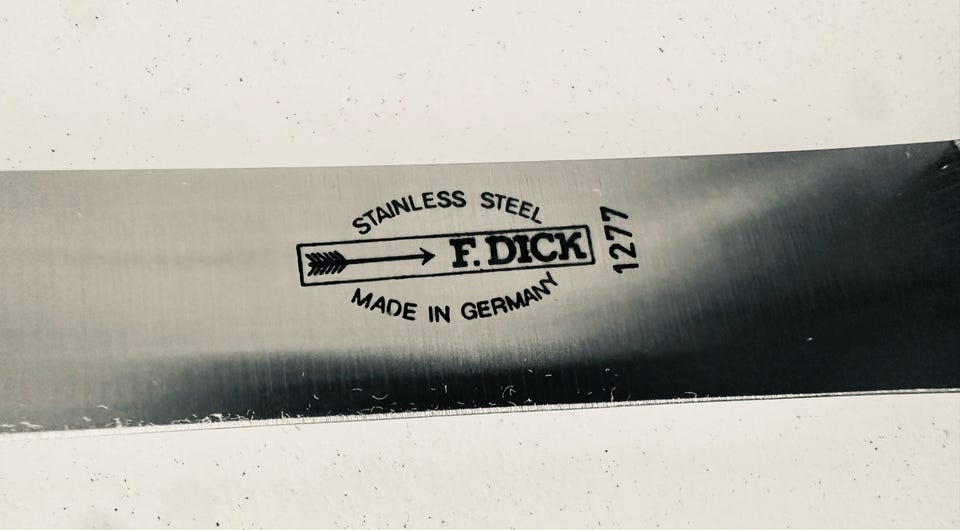 STAINLESS STEEL
F. DICK
MADE IN GERMANY
1277